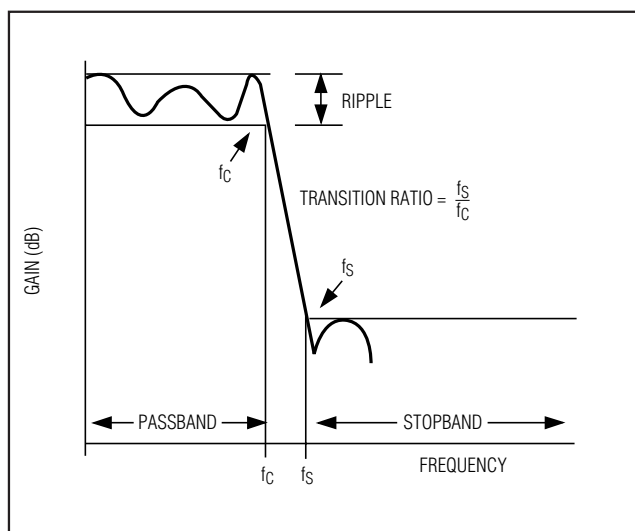 RIPPLE
fC
TRANSITION RATIO = fS/fC
GAIN (dB)
fS
PASSBAND
STOPBAND
fC
fS
FREQUENCY